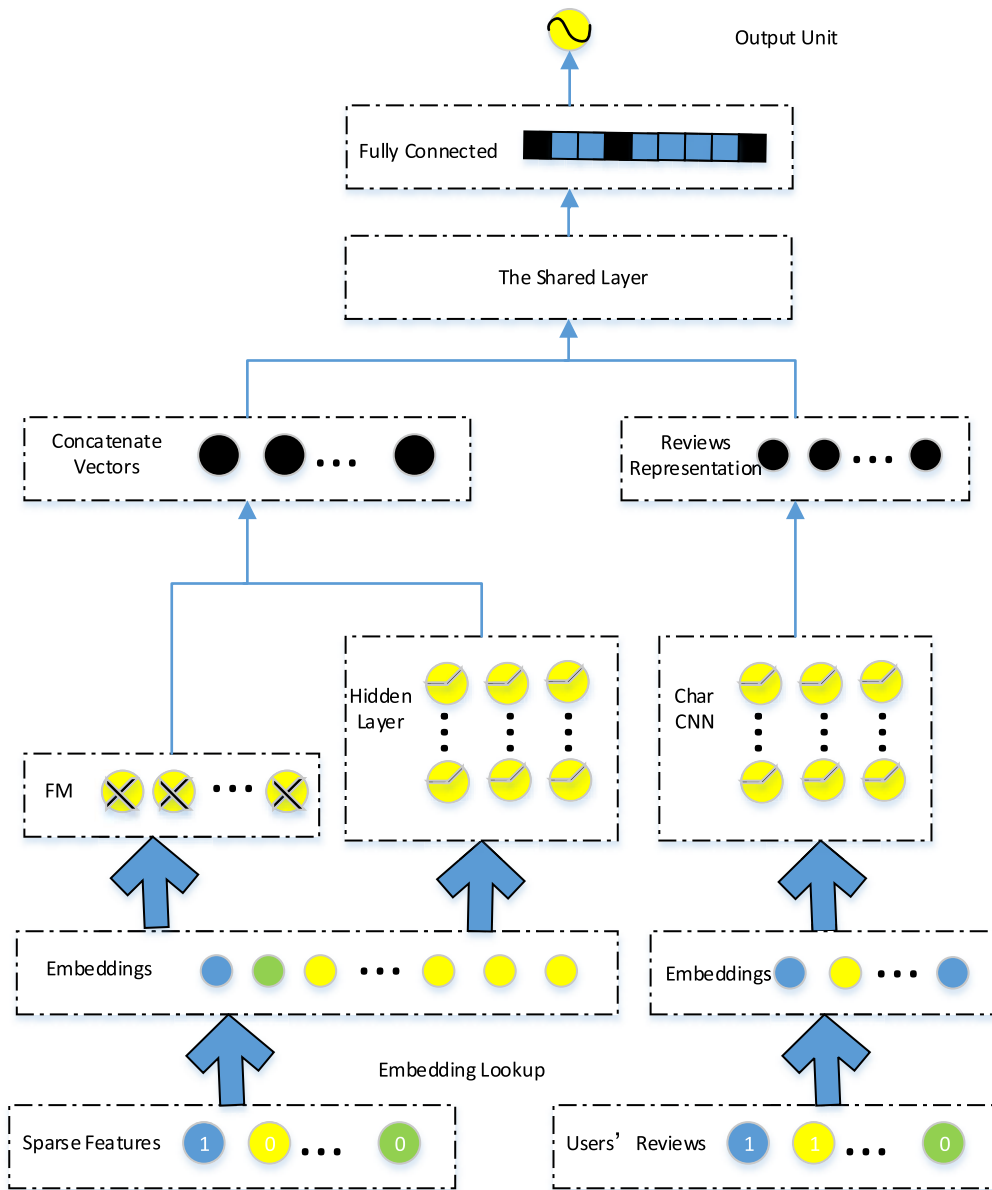 Output Unit
Fully Connected
The Shared Layer
Concatenate
Vectors
Reviews
Representation
Hidden
Layer
Char
CNN
FM
Embeddings
Embeddings
Embedding Lookup
Sparse Features 1 0 0
Users’ Reviews 1 1 0